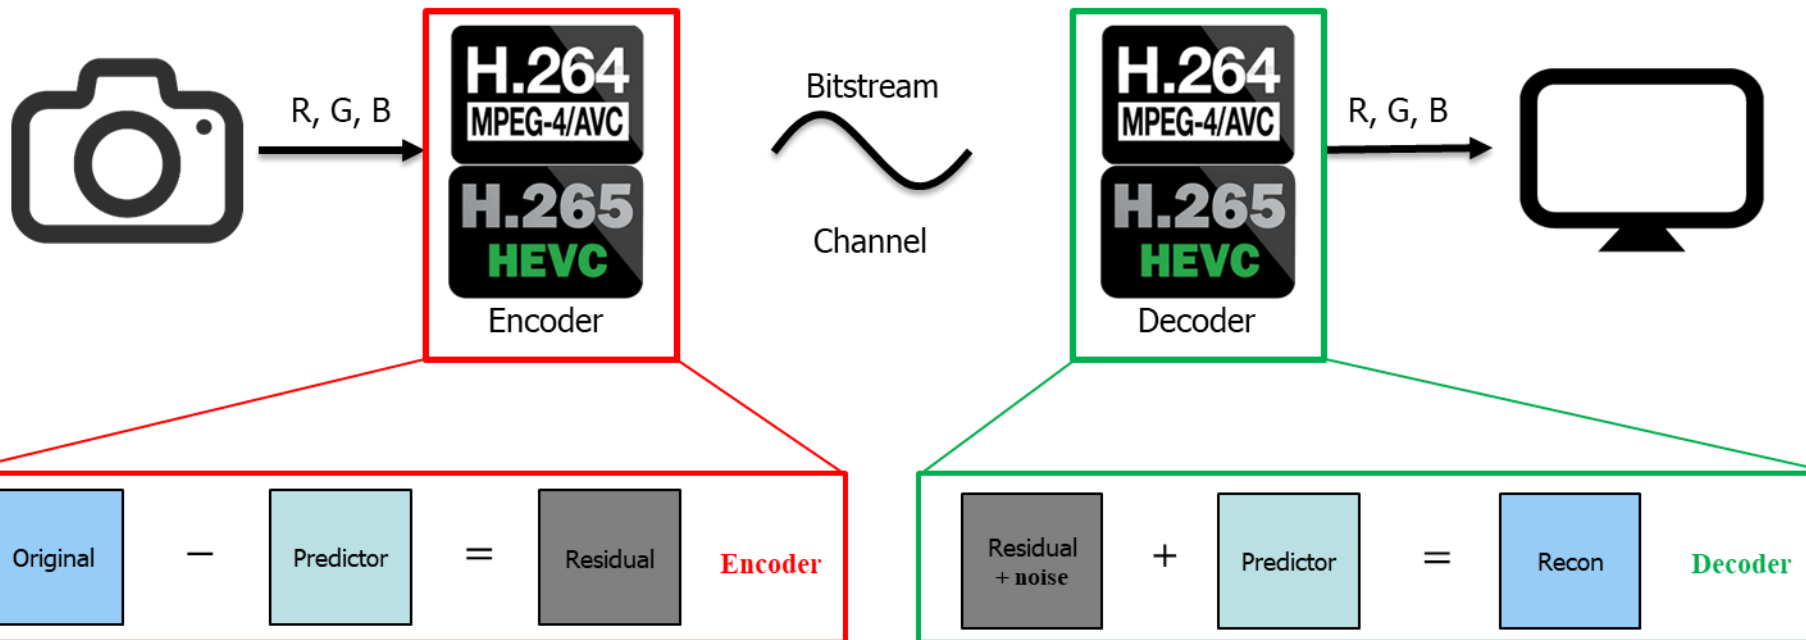 R, G, B
H.264
MPEG-4/AVC
H.265
HEVC
Encoder
Bitstream
Channel
H.264
MPEG-4/AVC
H.265
HEVC
Decoder
R, G, B
Original
−
Predictor
=
Residual
Encoder
Residual
+ noise
+
Predictor
=
Recon
Decoder